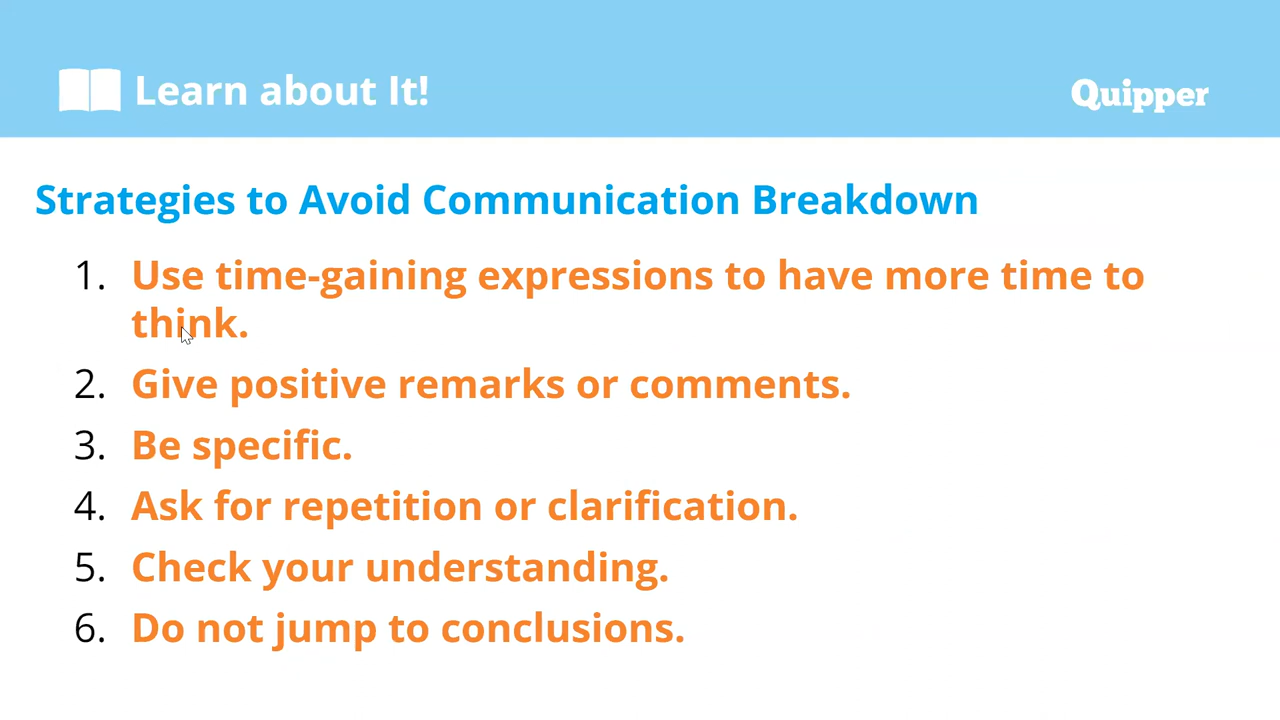 Learn about It!
Quipper
Strategies to Avoid Communication Breakdown
1. Use time-gaining expressions to have more time to
think.
2. Give positive remarks or comments.
3. Be specific.
4. Ask for repetition or clarification.
5. Check your understanding.
6. Do not jump to conclusions.